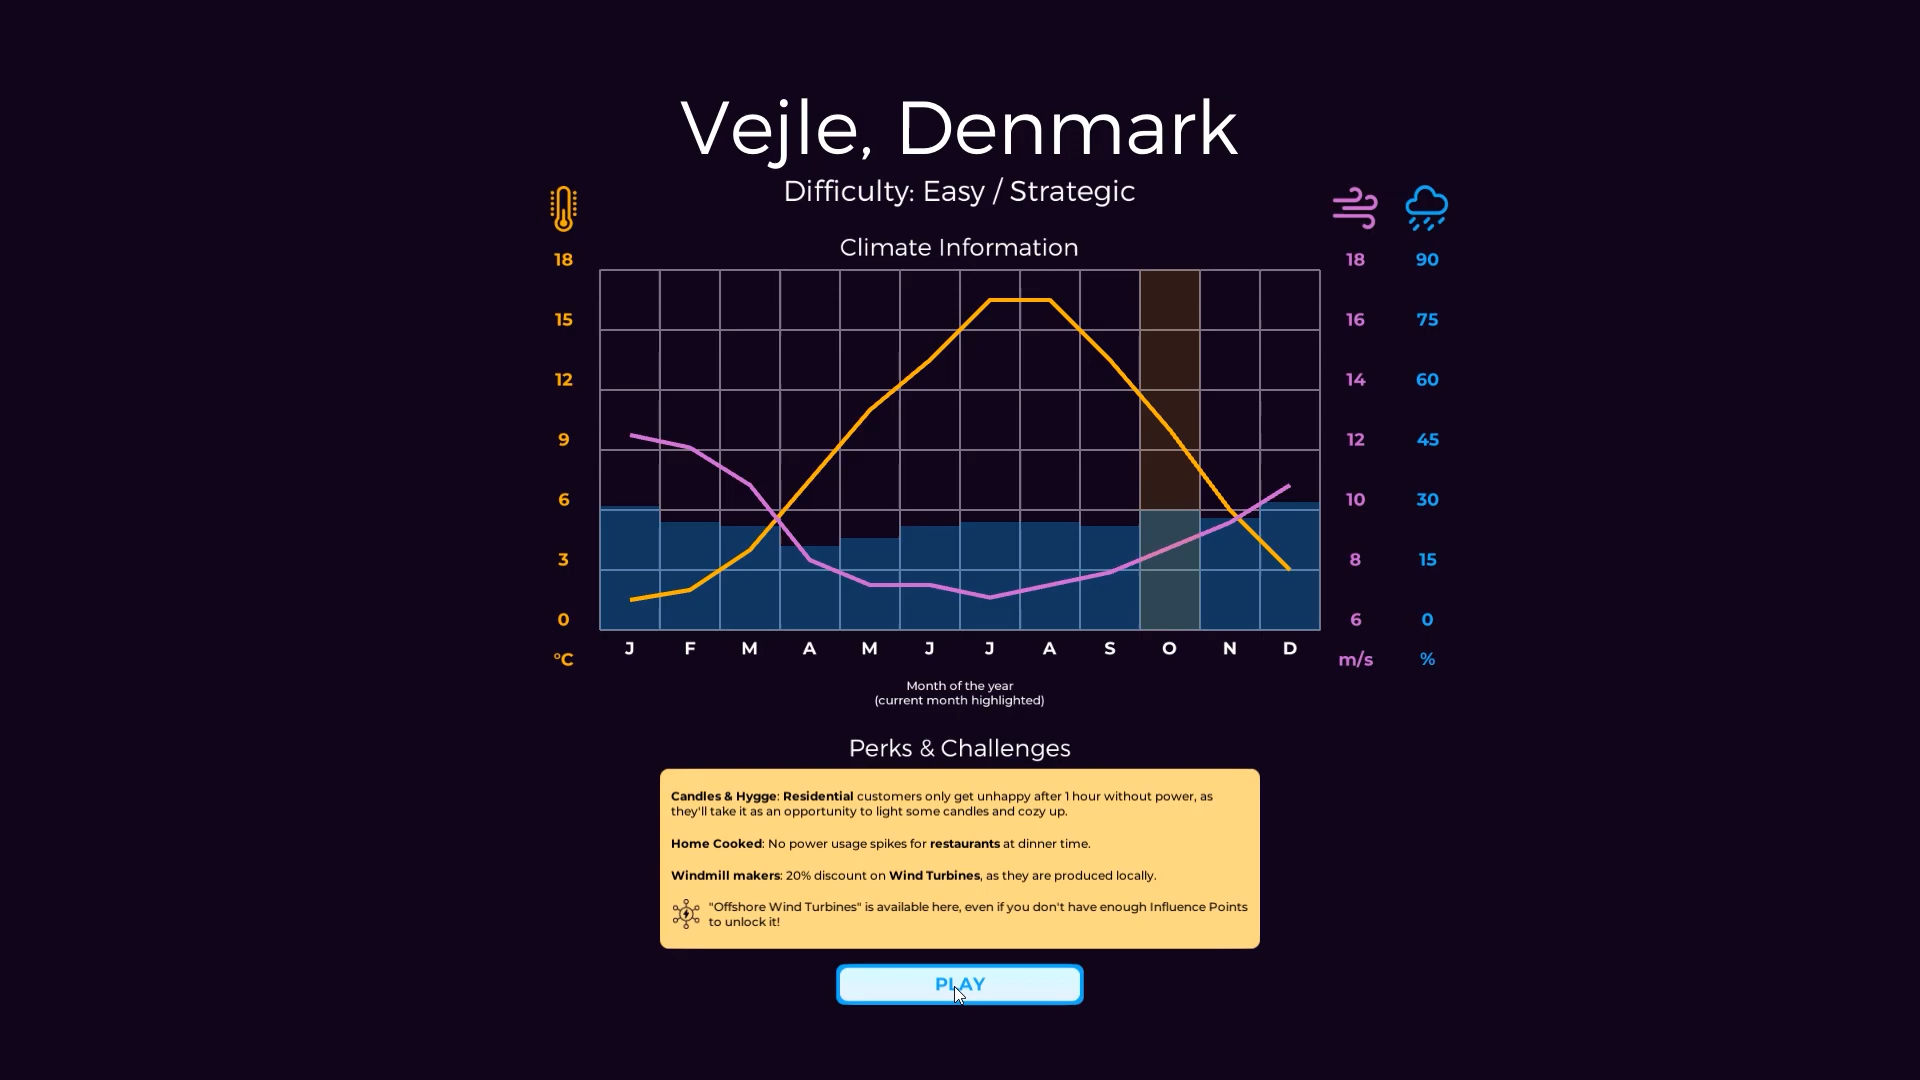 Vejle, Denmark
Difficulty: Easy / Strategic
Climate Information
18 18 90
15 16 75
12 14 60
9 12 45
6 10 30
3 8 15
0 6 0
J F M A M J J A S O N D
°C m/s %
Month of the year
(current month highlighted)
Perks & Challenges
Candles & Hygge: Residential customers only get unhappy after 1 hour without power, as
they'll take it as an opportunity to light some candles and cozy up.
Home Cooked: No power usage spikes for restaurants at dinner time.
Windmill makers: 20% discount on Wind Turbines, as they are produced locally.
"Offshore Wind Turbines" is available here, even if you don't have enough Influence Points
to unlock it!
PLAY